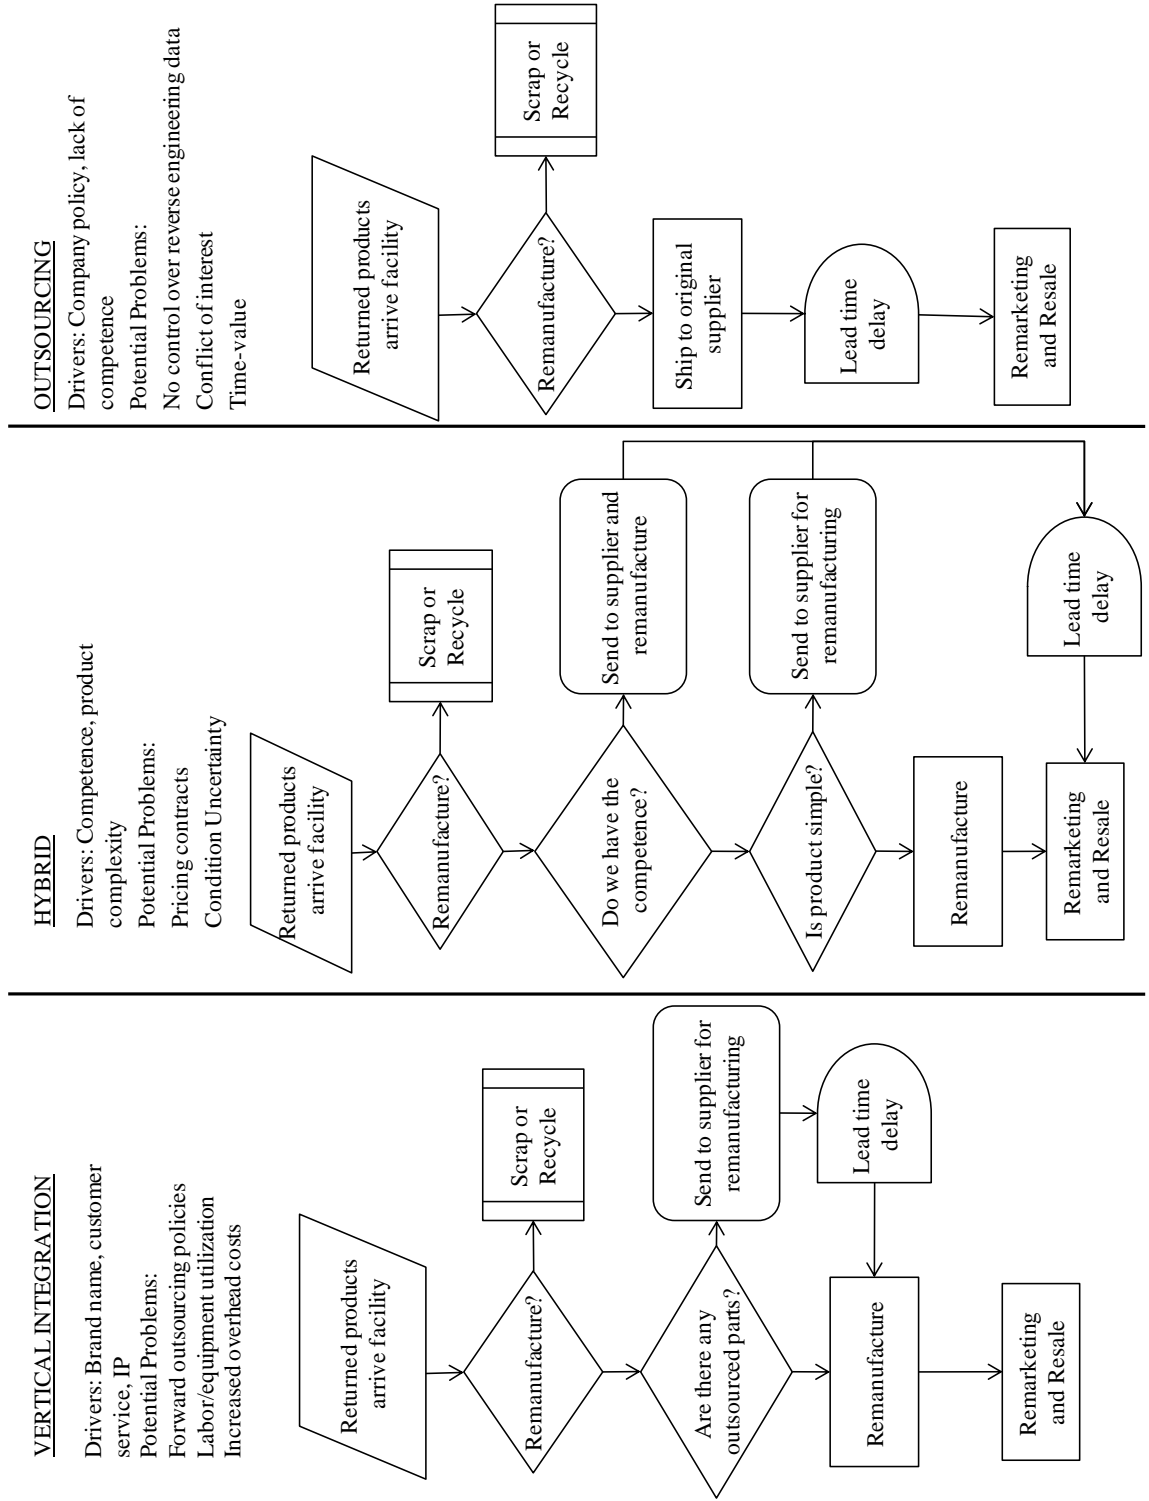 VERTICAL INTEGRATION
Drivers: Brand name, customer
service, IP
Potential Problems:
Forward outsourcing policies
Labor/equipment utilization
Increased overhead costs
Returned products
arrive facility
Remanufacture?
Scrap or
Recycle
Are there any
outsourced parts?
Send to supplier for
remanufacturing
Lead time
delay
Remanufacture
Remarketing
and Resale
HYBRID
Drivers: Competence, product
complexity
Potential Problems:
Pricing contracts
Condition Uncertainty
Returned products
arrive facility
Remanufacture?
Scrap or
Recycle
Do we have the
competence?
Send to supplier and
remanufacture
Is product simple?
Send to supplier for
remanufacturing
Remanufacture
Lead time
delay
Remarketing
and Resale
OUTSOURCING
Drivers: Company policy, lack of
competence
Potential Problems:
No control over reverse engineering data
Conflict of interest
Time-value
Returned products
arrive facility
Remanufacture?
Scrap or
Recycle
Ship to original
supplier
Lead time
delay
Remarketing
and Resale